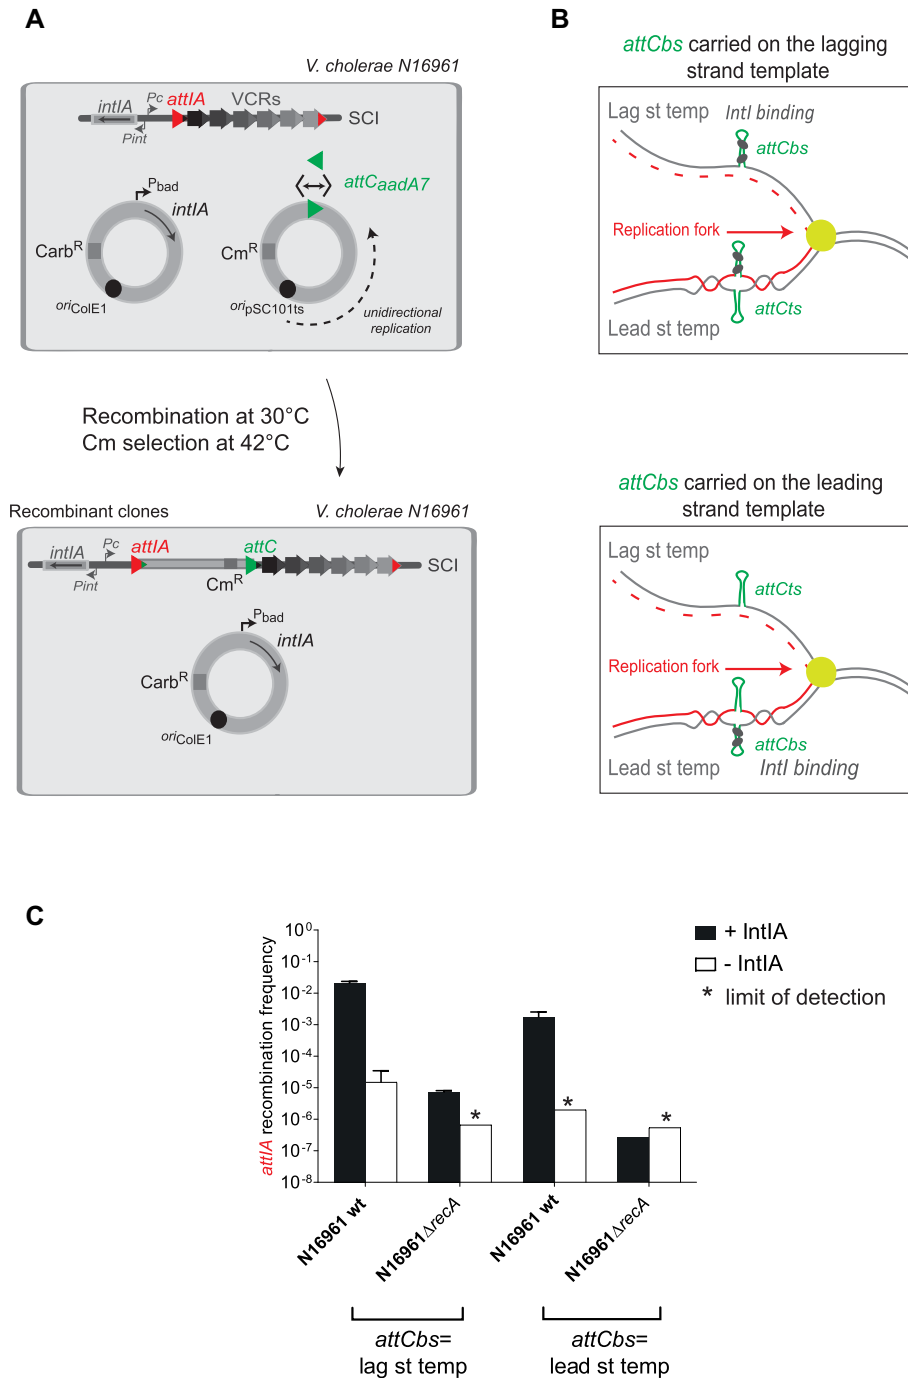 A
V. cholerae N16961
intIA
Pc
attIA
VCRs
SCI
Pint
Pbad
intIA
attCaadA7
CarbR
CmR
oriColE1
oripSC101ts
unidirectional
replication
Recombination at 30°C
Cm selection at 42°C
Recombinant clones
V. cholerae N16961
intIA
Pc
attIA
attC
SCI
Pint
CmR
Pbad
intIA
CarbR
oriColE1
B
attCbs carried on the lagging
strand template
Lag st temp
IntI binding
attCbs
Replication fork
attCts
Lead st temp
attCbs carried on the leading
strand template
Lag st temp
attCts
Replication fork
attCbs
Lead st temp
IntI binding
C
attIA recombination frequency
10^0
10^-1
10^-2
10^-3
10^-4
10^-5
10^-6
10^-7
10^-8
*
*
*
+ IntIA
- IntIA
* limit of detection
N16961 wt
N16961ΔrecA
N16961 wt
N16961ΔrecA
attCbs=
lag st temp
attCbs=
lead st temp